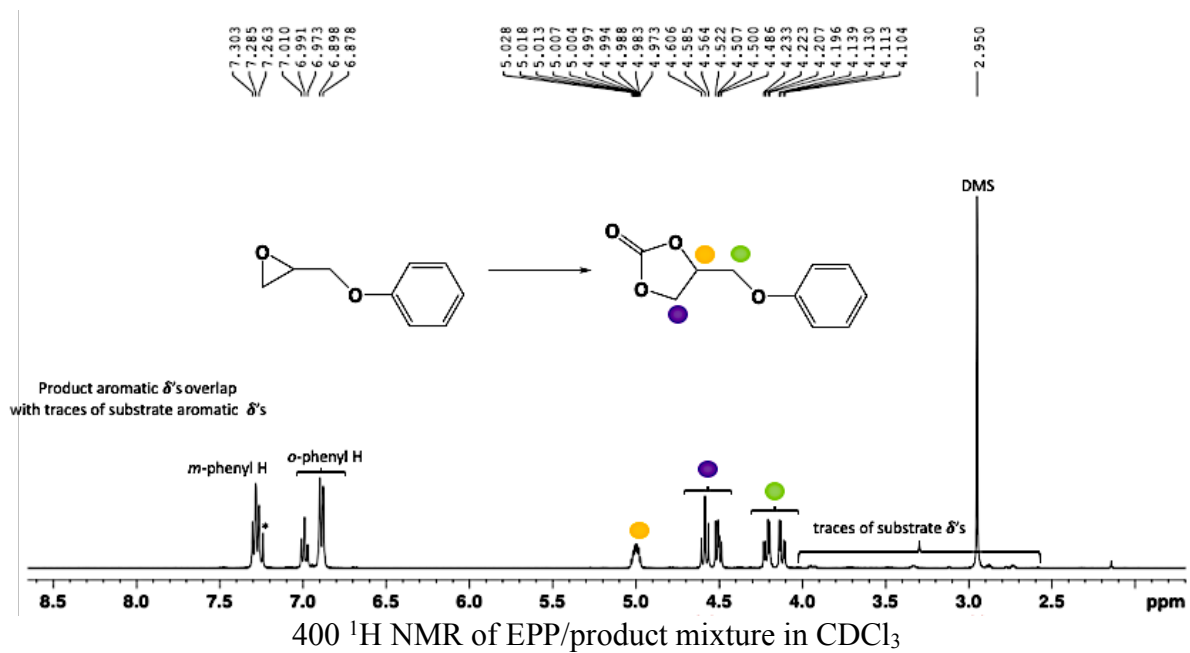 7.303
7.285
7.263
7.010
6.991
6.973
6.898
6.878
5.028
5.018
5.013
5.007
5.004
4.997
4.994
4.988
4.983
4.973
4.606
4.585
4.564
4.522
4.507
4.500
4.486
4.233
4.223
4.207
4.196
4.139
4.130
4.113
4.104
2.950
DMS
O
O
O
O
O
O
Product aromatic δ's overlap
with traces of substrate aromatic δ's
m-phenyl H
o-phenyl H
*
traces of substrate δ's
8.5 8.0 7.5 7.0 6.5 6.0 5.5 5.0 4.5 4.0 3.5 3.0 2.5 ppm
400 ¹H NMR of EPP/product mixture in CDCl₃